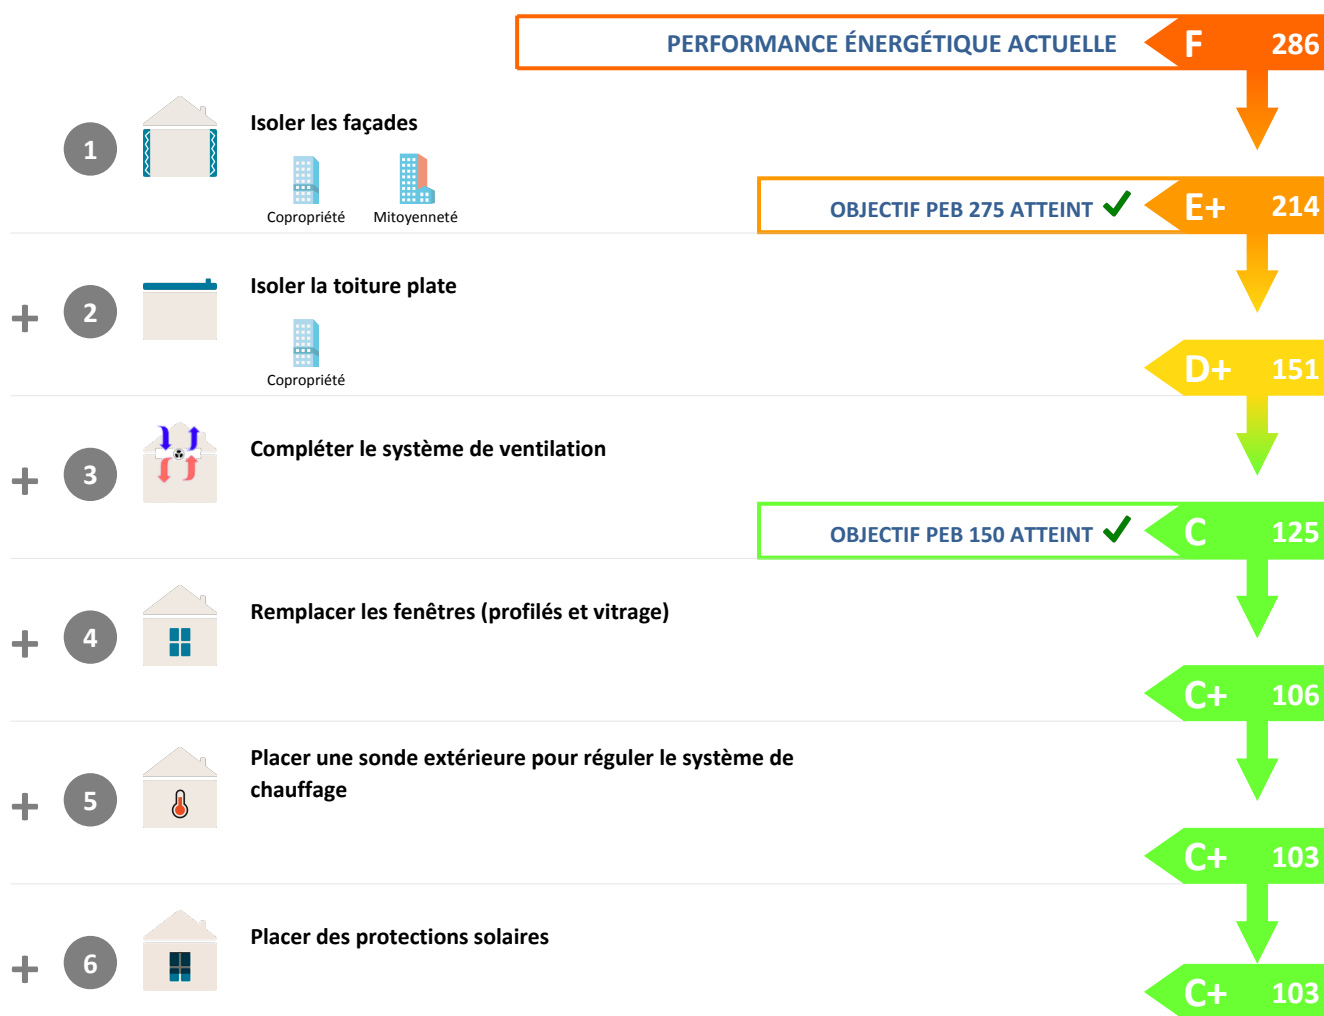 PERFORMANCE ÉNERGÉTIQUE ACTUELLE F 286
1 Isoler les façades
Copropriété Mitoyenneté
OBJECTIF PEB 275 ATTEINT E+ 214
+ 2 Isoler la toiture plate
Copropriété
D+ 151
+ 3 Compléter le système de ventilation
OBJECTIF PEB 150 ATTEINT C 125
+ 4 Remplacer les fenêtres (profilés et vitrage)
C+ 106
+ 5 Placer une sonde extérieure pour réguler le système de
chauffage
C+ 103
+ 6 Placer des protections solaires
C+ 103